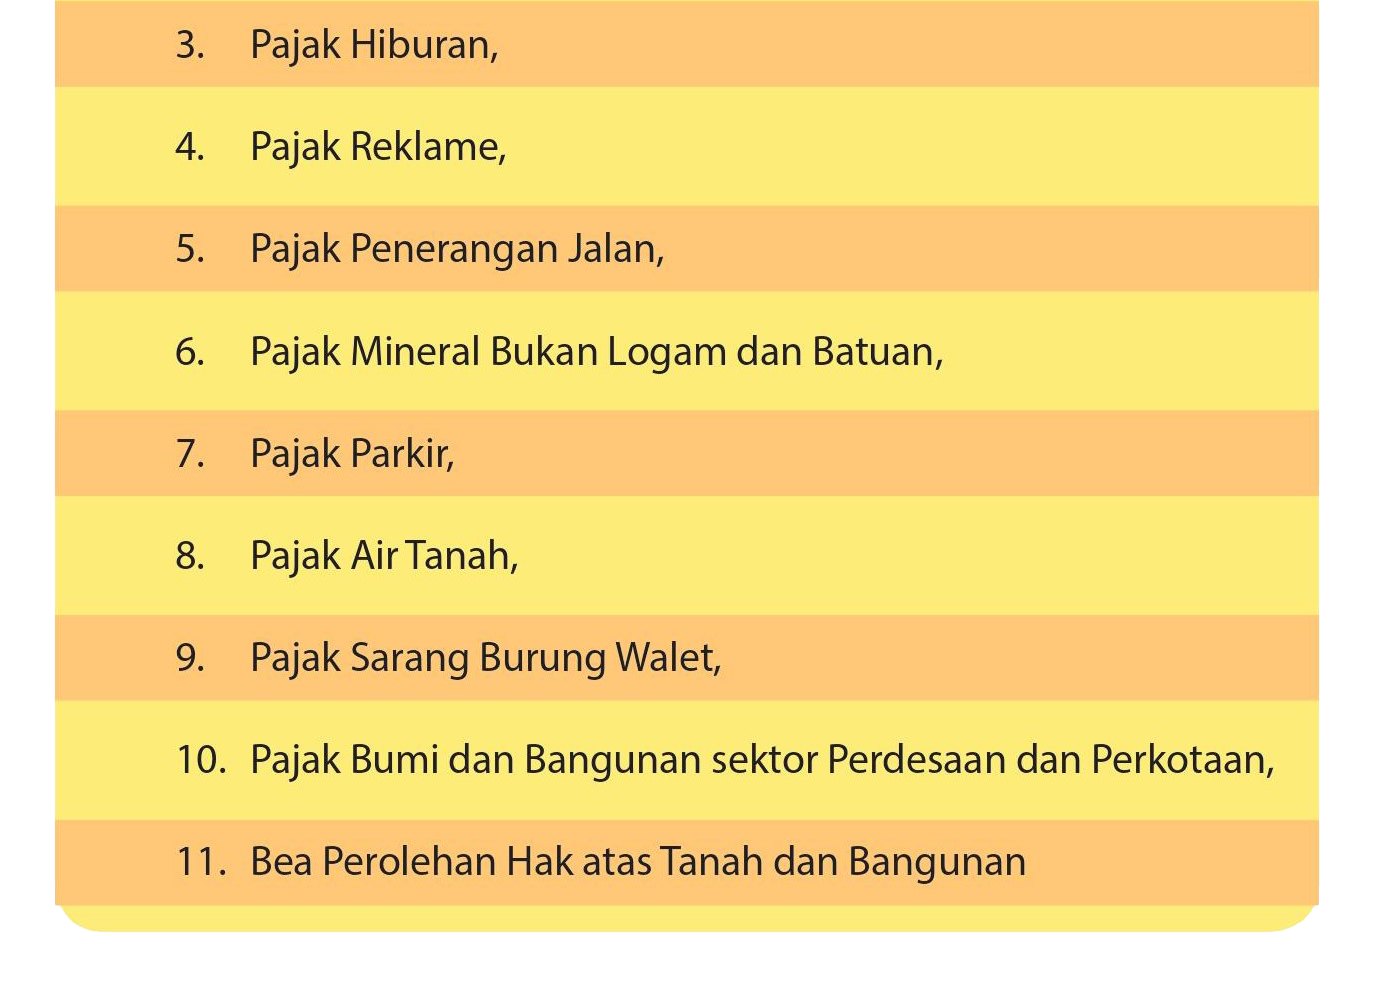 3. Pajak Hiburan,
4. Pajak Reklame,
5. Pajak Penerangan Jalan,
6. Pajak Mineral Bukan Logam dan Batuan,
7. Pajak Parkir,
8. Pajak Air Tanah,
9. Pajak Sarang Burung Walet,
10. Pajak Bumi dan Bangunan sektor Perdesaan dan Perkotaan,
11. Bea Perolehan Hak atas Tanah dan Bangunan